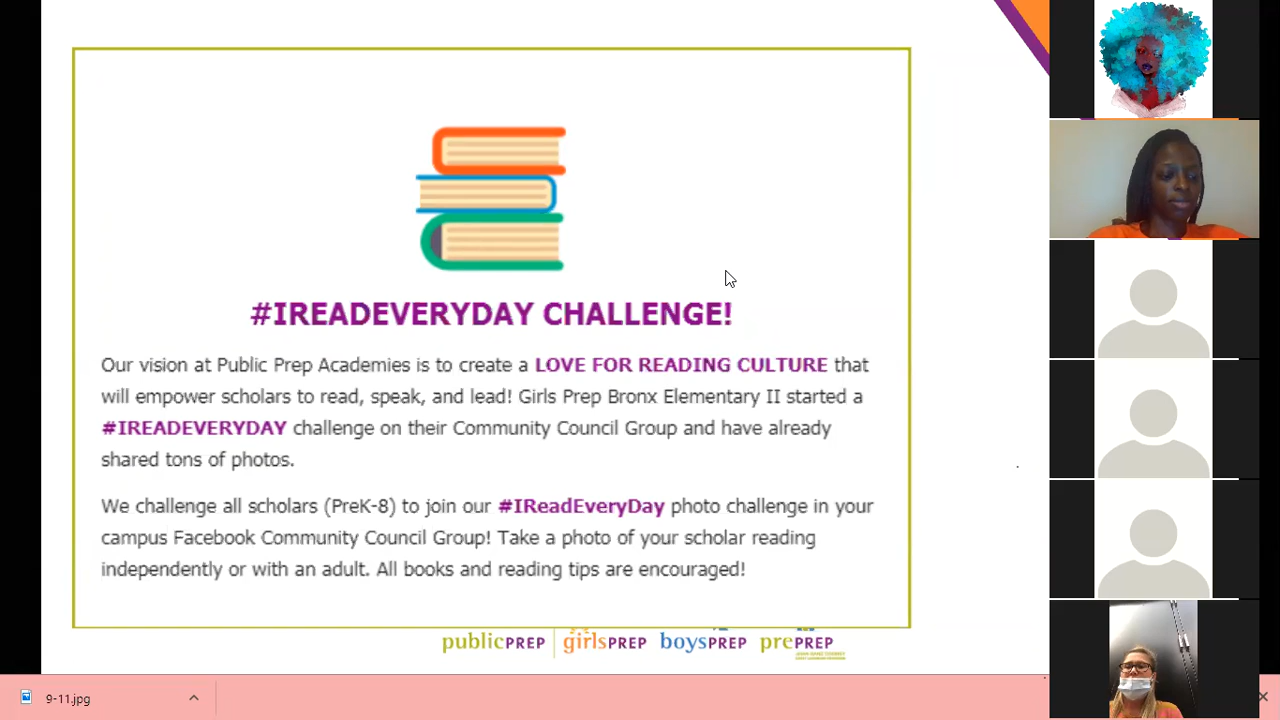 #IREADEVERYDAY CHALLENGE!
Our vision at Public Prep Academies is to create a LOVE FOR READING CULTURE that
will empower scholars to read, speak, and lead! Girls Prep Bronx Elementary II started a
#IREADEVERYDAY challenge on their Community Council Group and have already
shared tons of photos.
We challenge all scholars (PreK-8) to join our #IReadEveryDay photo challenge in your
campus Facebook Community Council Group! Take a photo of your scholar reading
independently or with an adult. All books and reading tips are encouraged!
publicPREP girlsPREP boysPREP prePREP
9-11.jpg